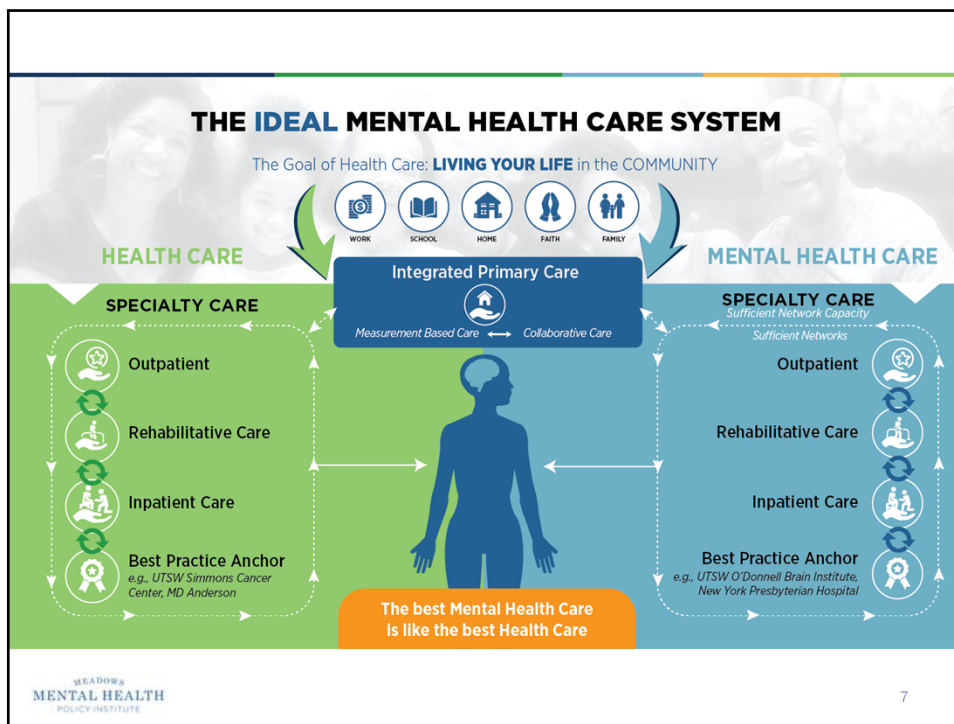 THE IDEAL MENTAL HEALTH CARE SYSTEM
The Goal of Health Care: LIVING YOUR LIFE in the COMMUNITY
WORK
SCHOOL
HOME
FAITH
FAMILY
HEALTH CARE
MENTAL HEALTH CARE
Integrated Primary Care
Measurement Based Care
Collaborative Care
SPECIALTY CARE
Outpatient
Rehabilitative Care
Inpatient Care
Best Practice Anchor
e.g., UTSW Simmons Cancer
Center, MD Anderson
SPECIALTY CARE
Sufficient Network Capacity
Sufficient Networks
Outpatient
Rehabilitative Care
Inpatient Care
Best Practice Anchor
e.g., UTSW O'Donnell Brain Institute,
New York Presbyterian Hospital
The best Mental Health Care
is like the best Health Care
MEADOWS
MENTAL HEALTH
POLICY INSTITUTE
7